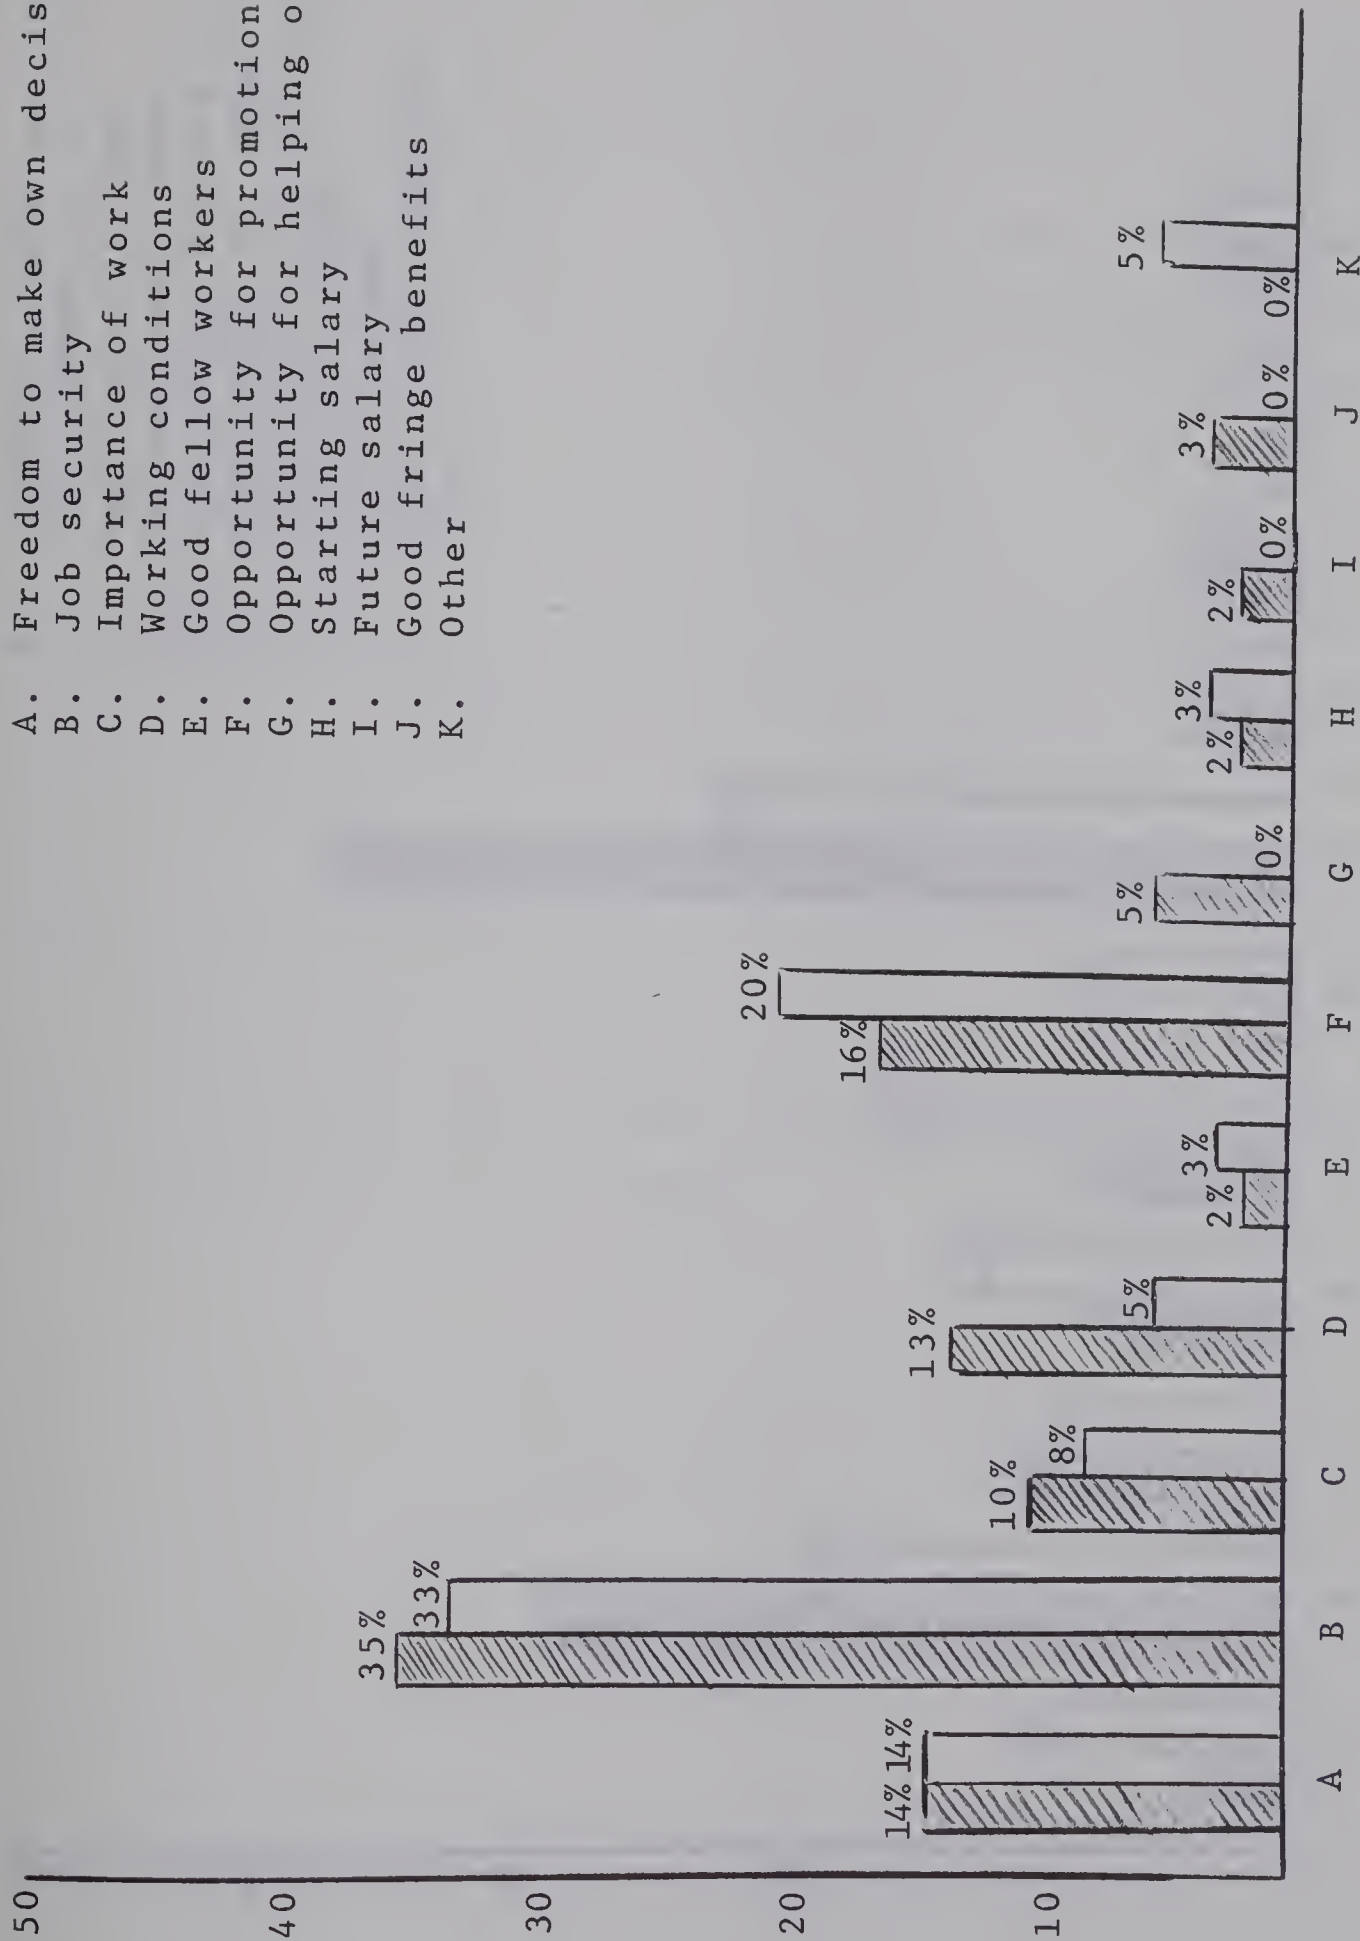 A. Freedom to make own decis
B. Job security
C. Importance of work
D. Working conditions
E. Good fellow workers
F. Opportunity for promotion
G. Opportunity for helping o
H. Starting salary
I. Future salary
J. Good fringe benefits
K. Other
50
40
30
20
10
14% 14%
35% 33%
10% 8%
13% 5%
2% 3%
16% 20%
5% 0%
2% 3%
2% 0%
3% 0%
0% 5%
A B C D E F G H I J K